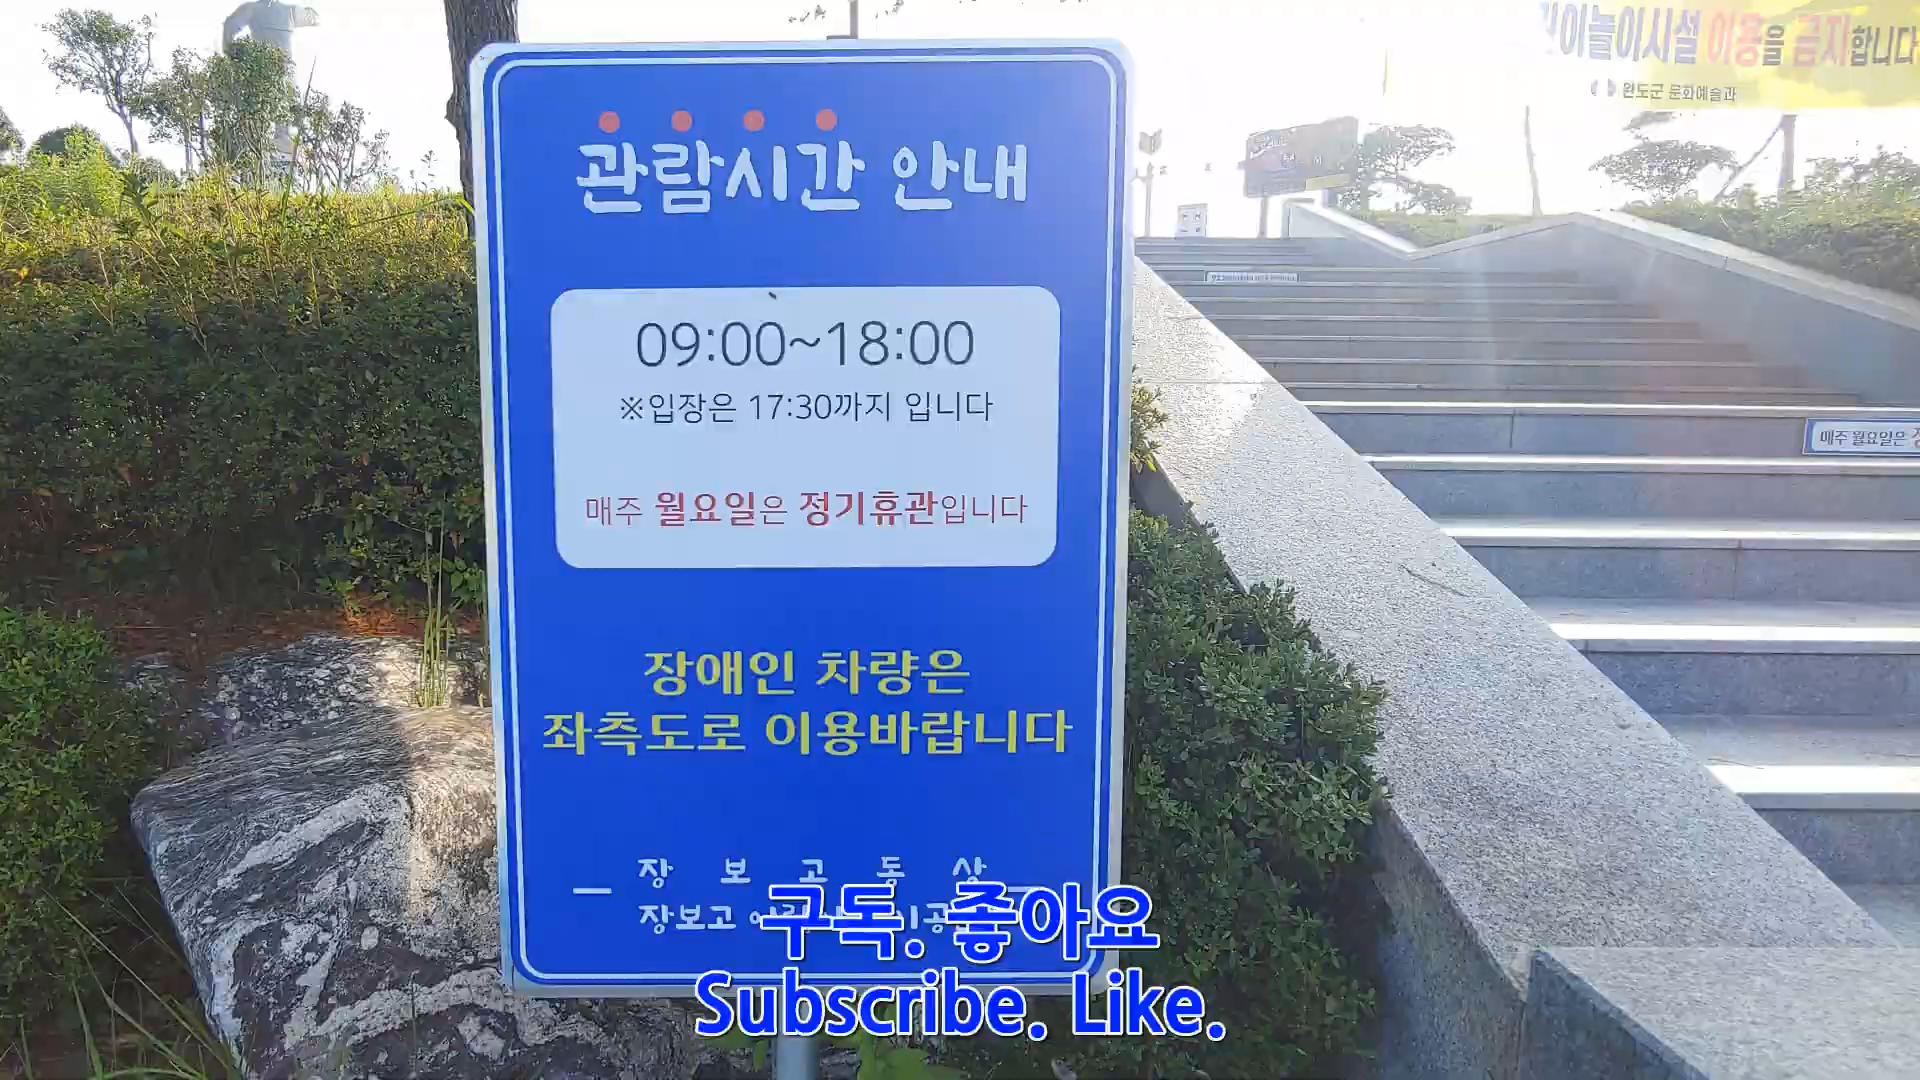 이놀이시설 이용을 금지합니다
완도군 문화예술과
관람시간 안내
09:00~18:00
※입장은 17:30까지 입니다
매주 월요일은 정기휴관입니다
매주 월요일은
장애인 차량은
좌측도로 이용바랍니다
장보고동상
장보고
구독. 좋아요
Subscribe. Like.